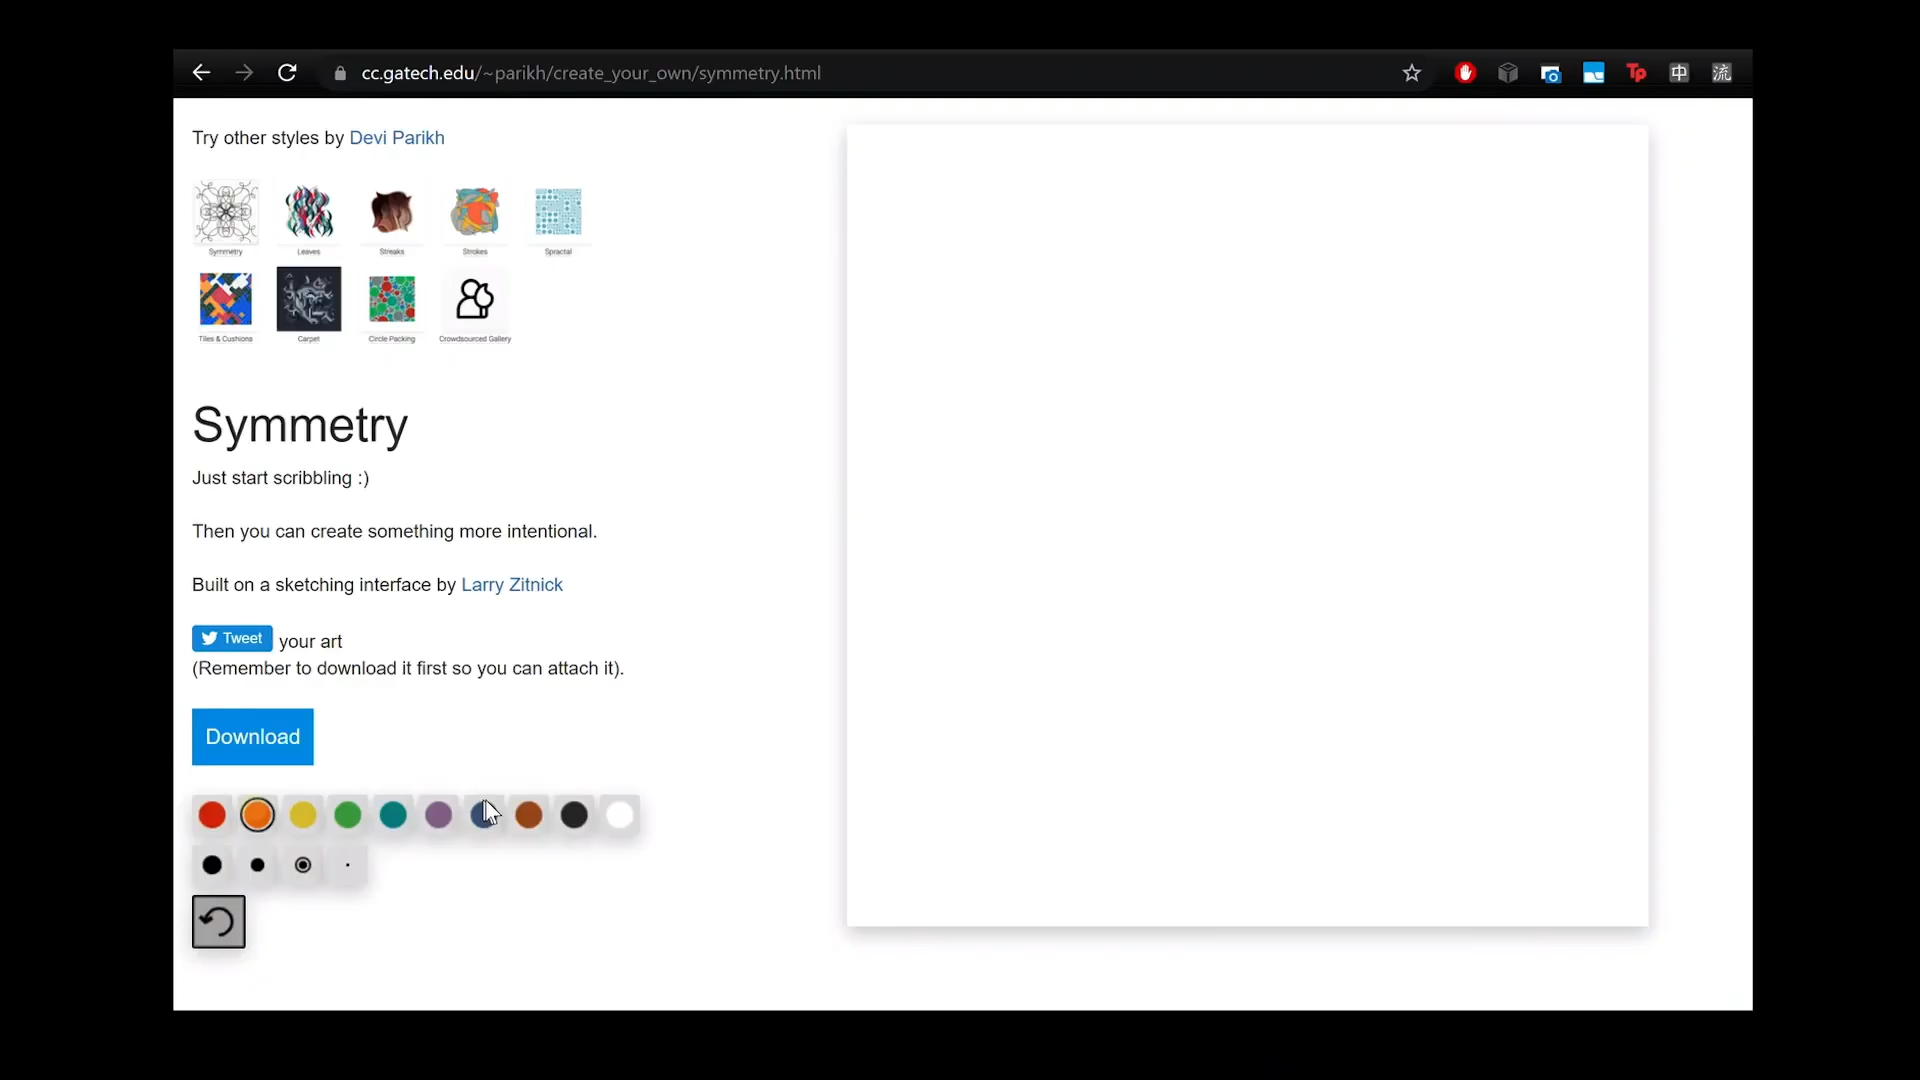 cc.gatech.edu/~parikh/create_your_own/symmetry.html
Tp
中
流
Try other styles by Devi Parikh
Symmetry
Leaves
Streaks
Strokes
Spractal
Tiles & Cushions
Carpet
Circle Packing
Crowdsourced Gallery
Symmetry
Just start scribbling :)
Then you can create something more intentional.
Built on a sketching interface by Larry Zitnick
Tweet your art
(Remember to download it first so you can attach it).
Download